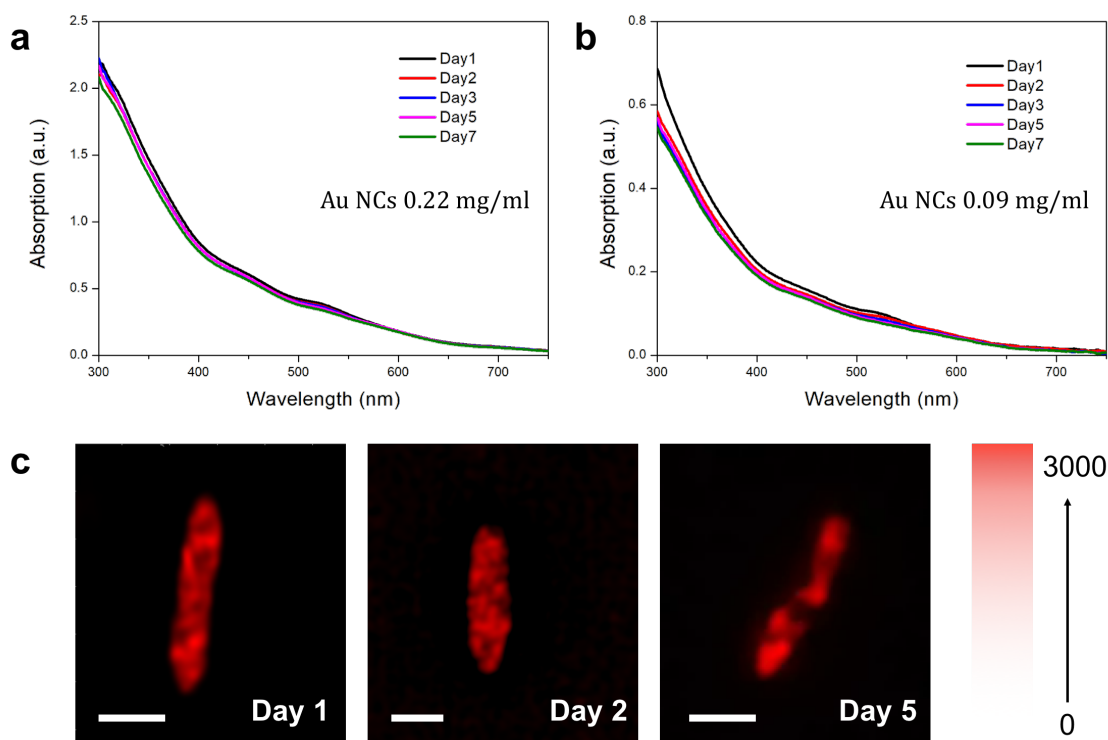 a
2.5
2.0
1.5
1.0
0.5
0.0
300 400 500 600 700
Absorption (a.u.)
Wavelength (nm)
Day1
Day2
Day3
Day5
Day7
Au NCs 0.22 mg/ml
b
0.8
0.6
0.4
0.2
0.0
300 400 500 600 700
Absorption (a.u.)
Wavelength (nm)
Day1
Day2
Day3
Day5
Day7
Au NCs 0.09 mg/ml
c
Day 1
Day 2
Day 5
3000
0